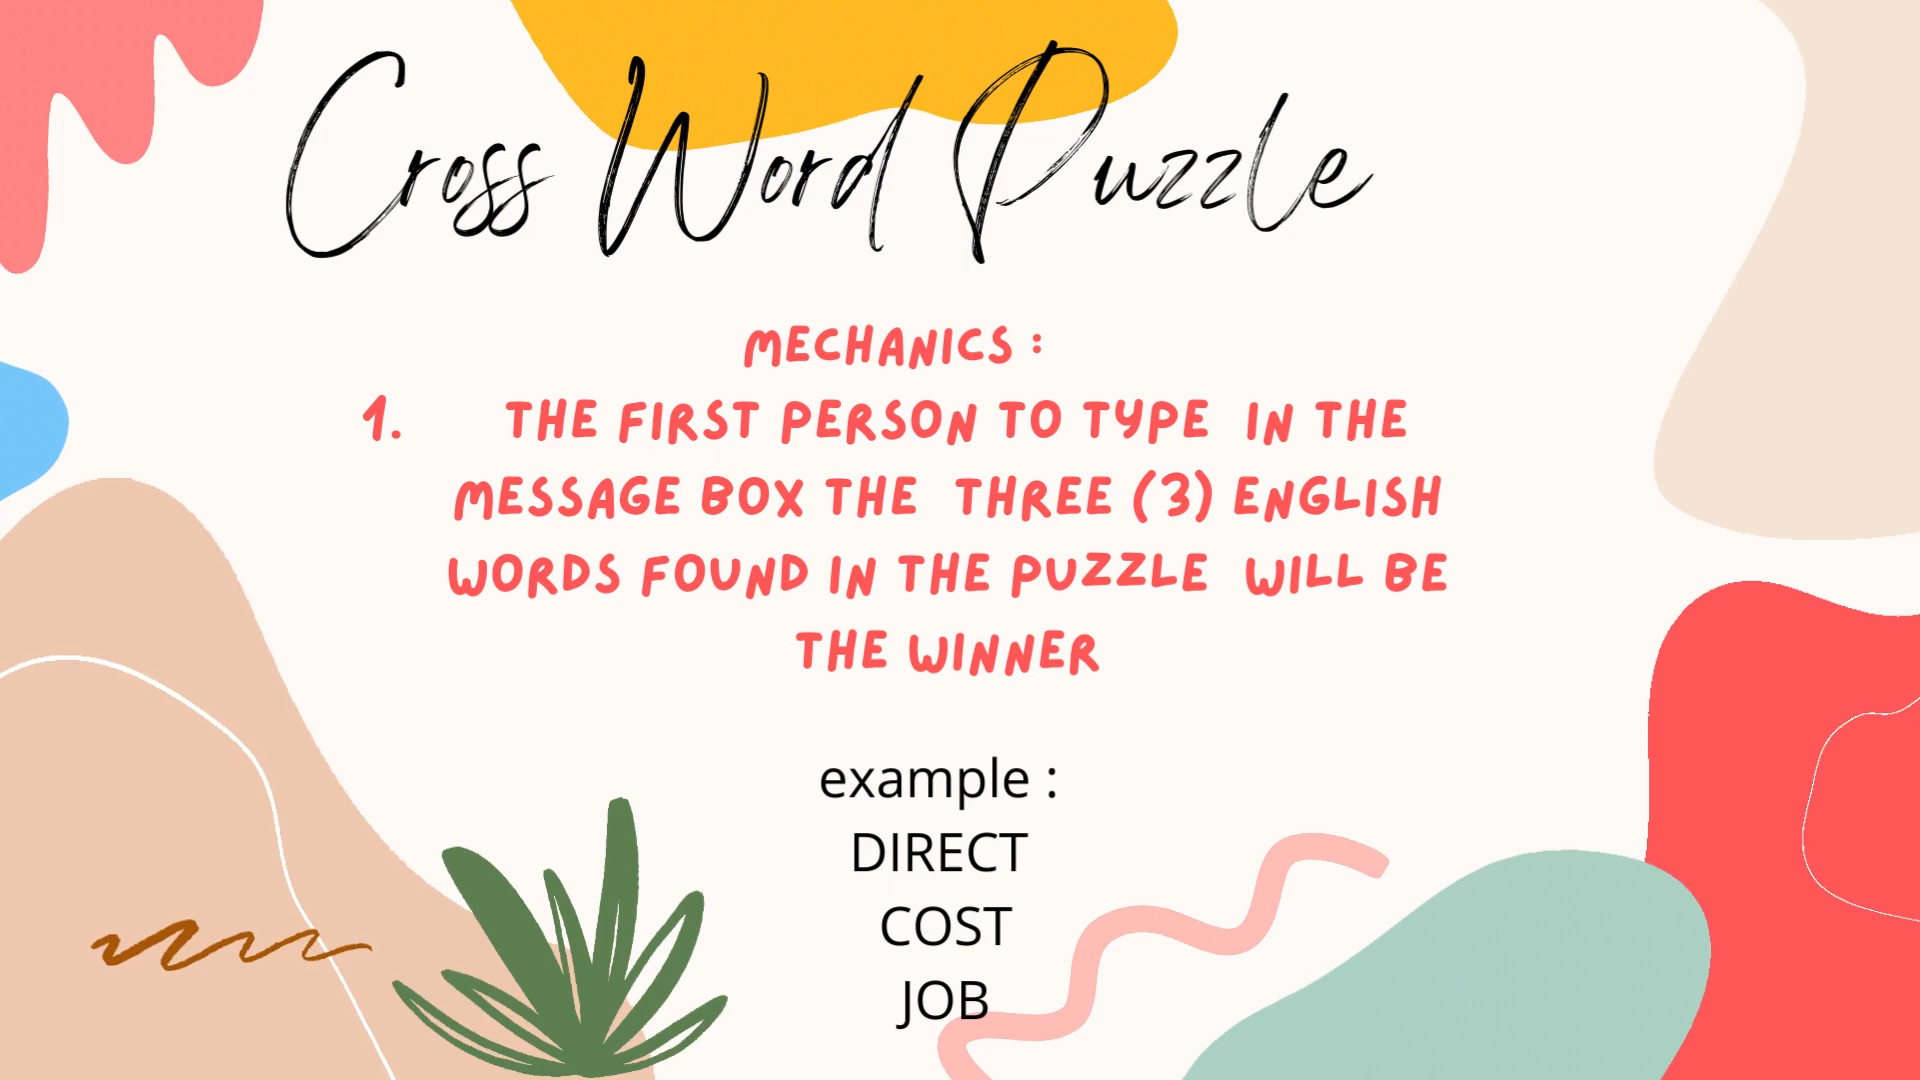 Cross Word Puzzle
MECHANICS :
1. THE FIRST PERSON TO TYPE IN THE
MESSAGE BOX THE THREE (3) ENGLISH
WORDS FOUND IN THE PUZZLE WILL BE
THE WINNER
example :
DIRECT
COST
JOB